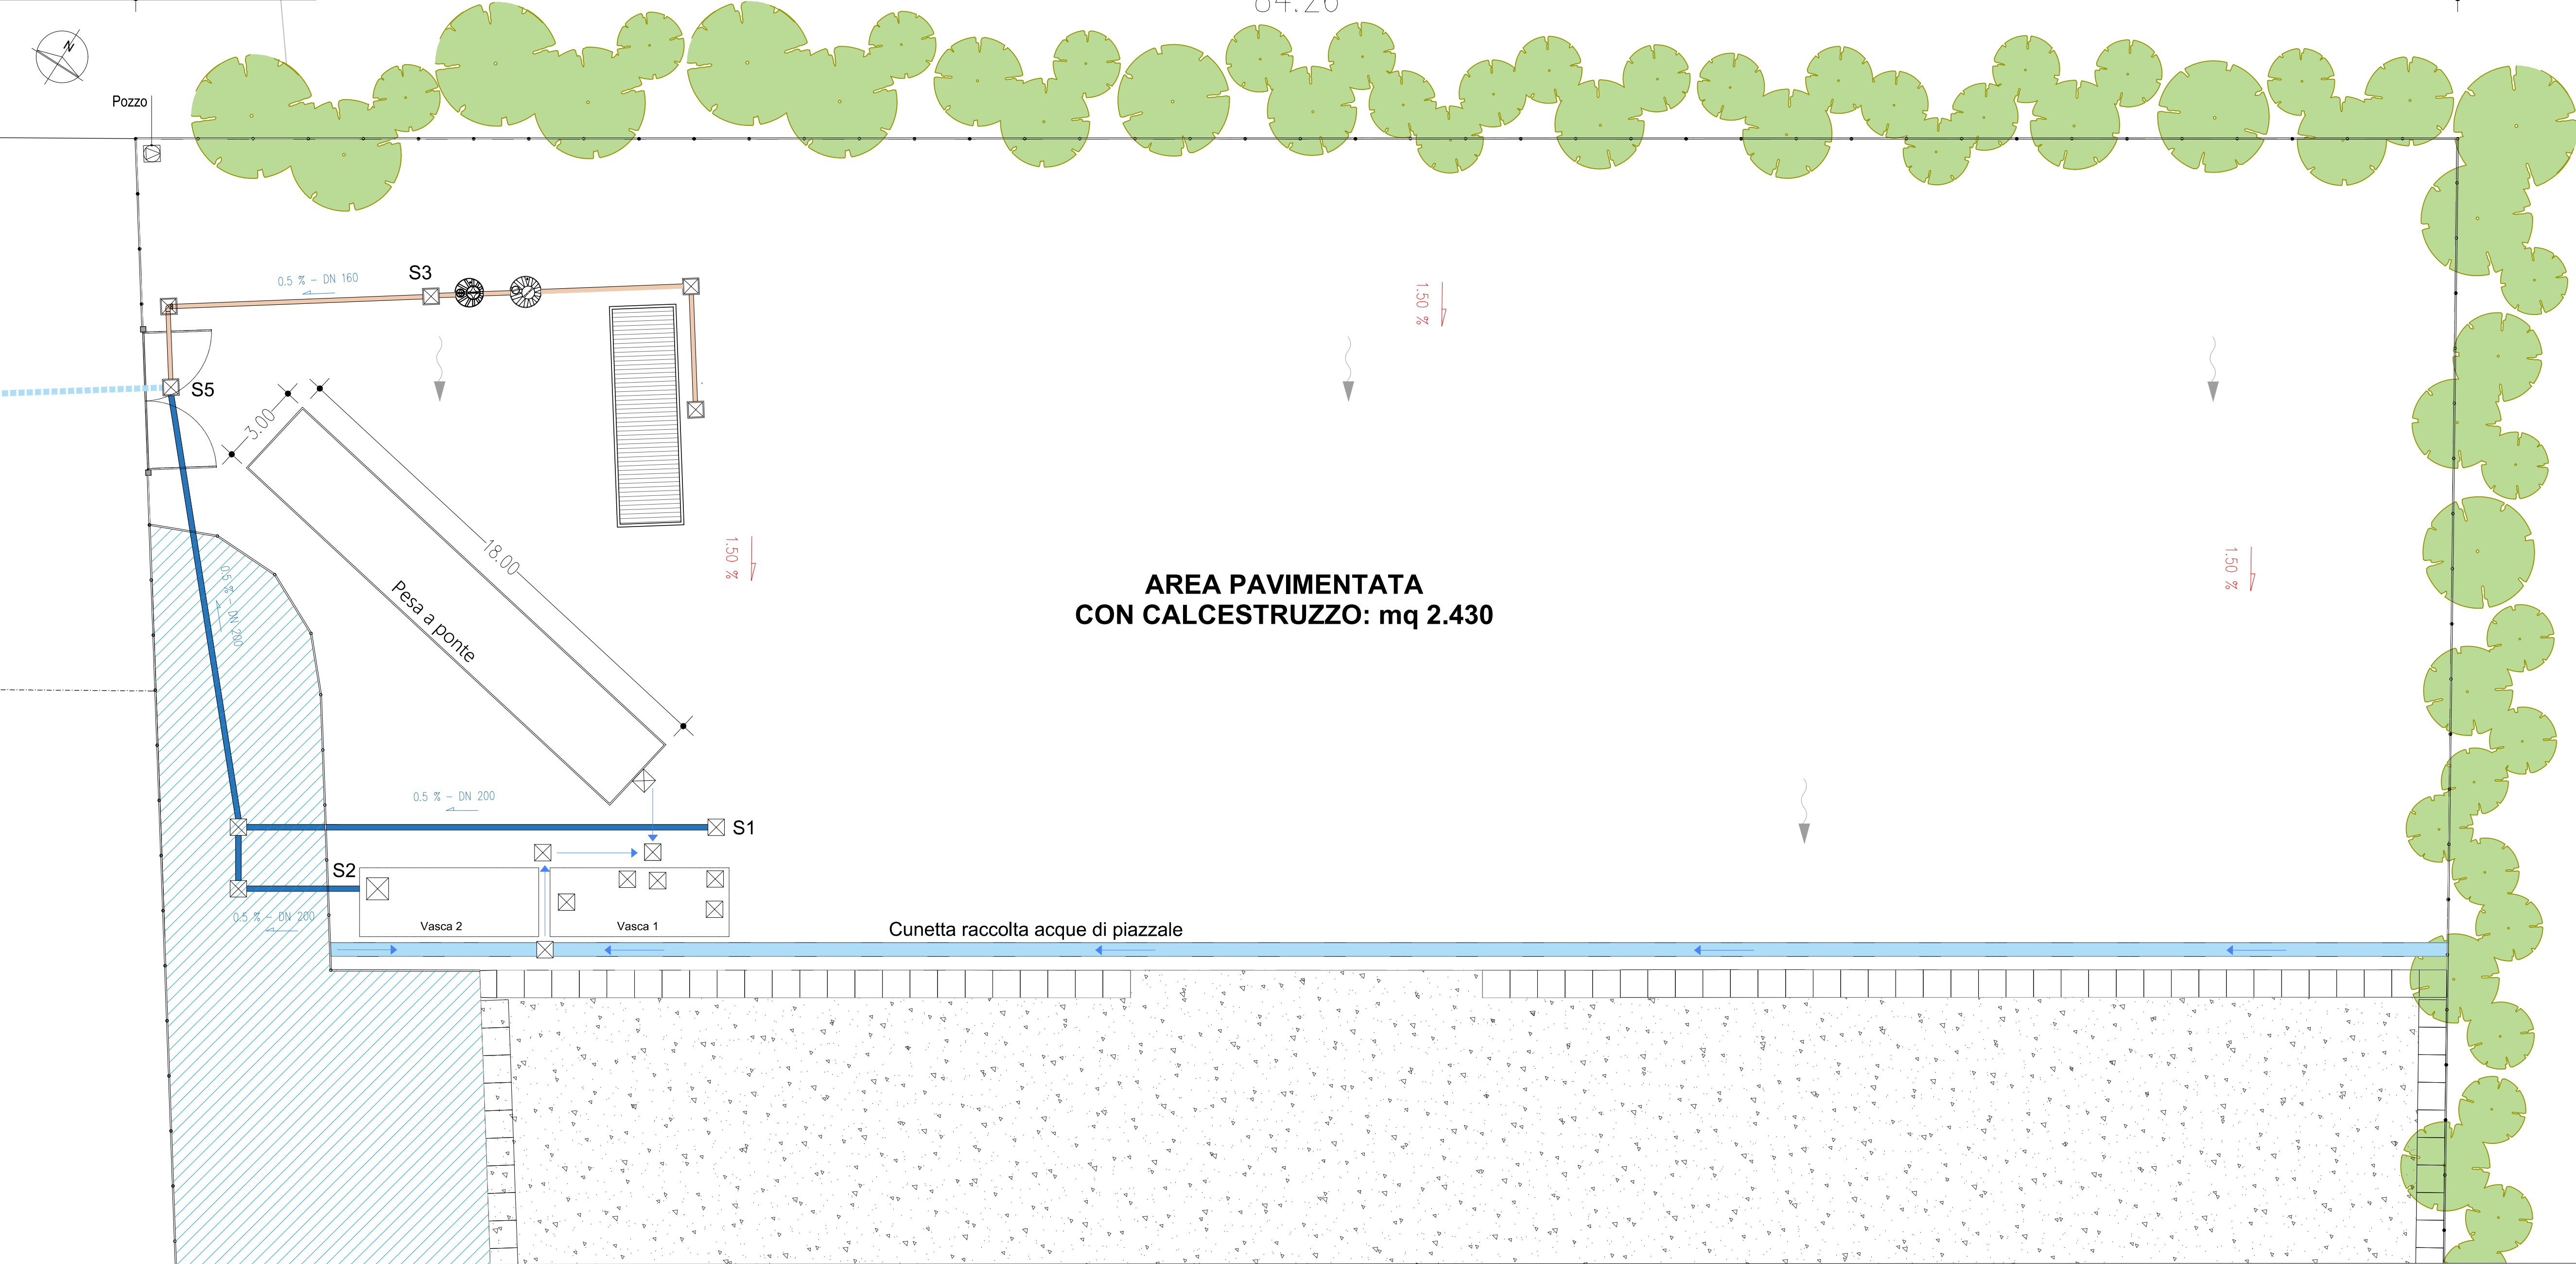 84.26
N
Pozzo
0.5 % - DN 160
S3
1.50 %
S5
3.00
18.00
Pesa a ponte
1.50 %
1.50 %
AREA PAVIMENTATA
CON CALCESTRUZZO: mq 2.430
0.5 % - DN 200
0.5 % - DN 200
S1
S2
0.5 % - DN 200
Vasca 2
Vasca 1
Cunetta raccolta acque di piazzale